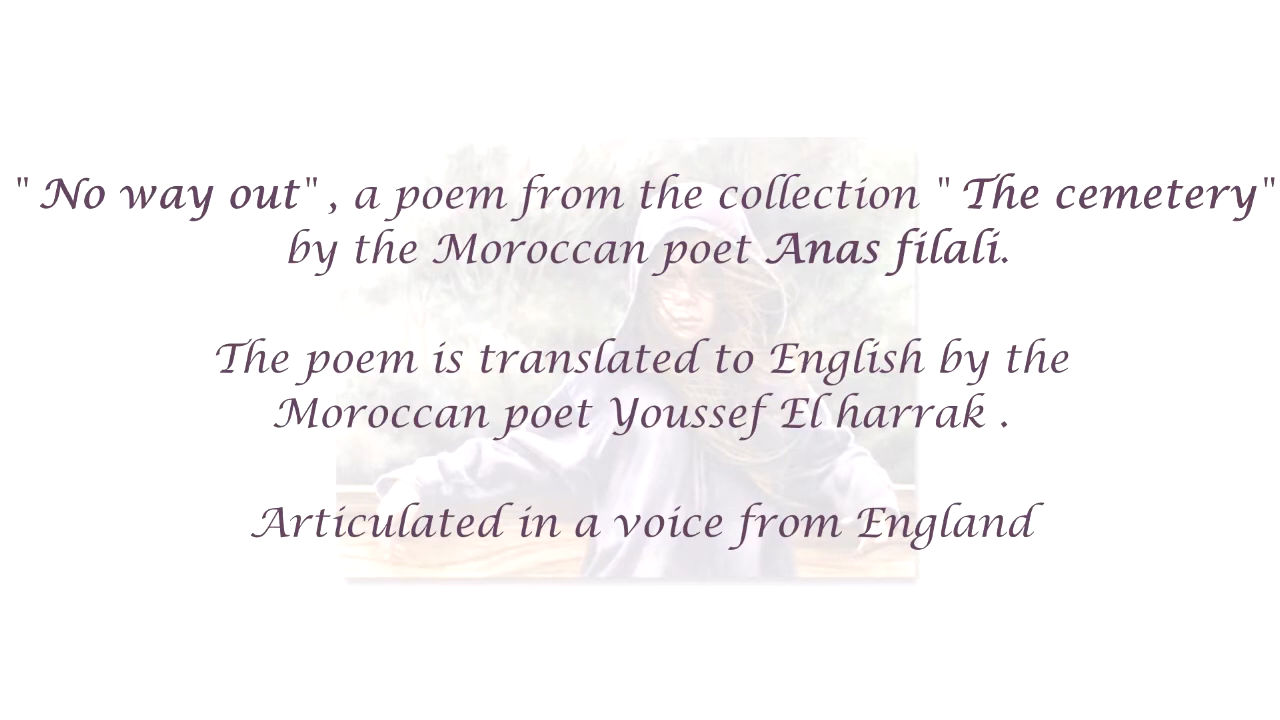 " No way out" , a poem from the collection " The cemetery"
by the Moroccan poet Anas filali.
The poem is translated to English by the
Moroccan poet Youssef El harrak .
Articulated in a voice from England